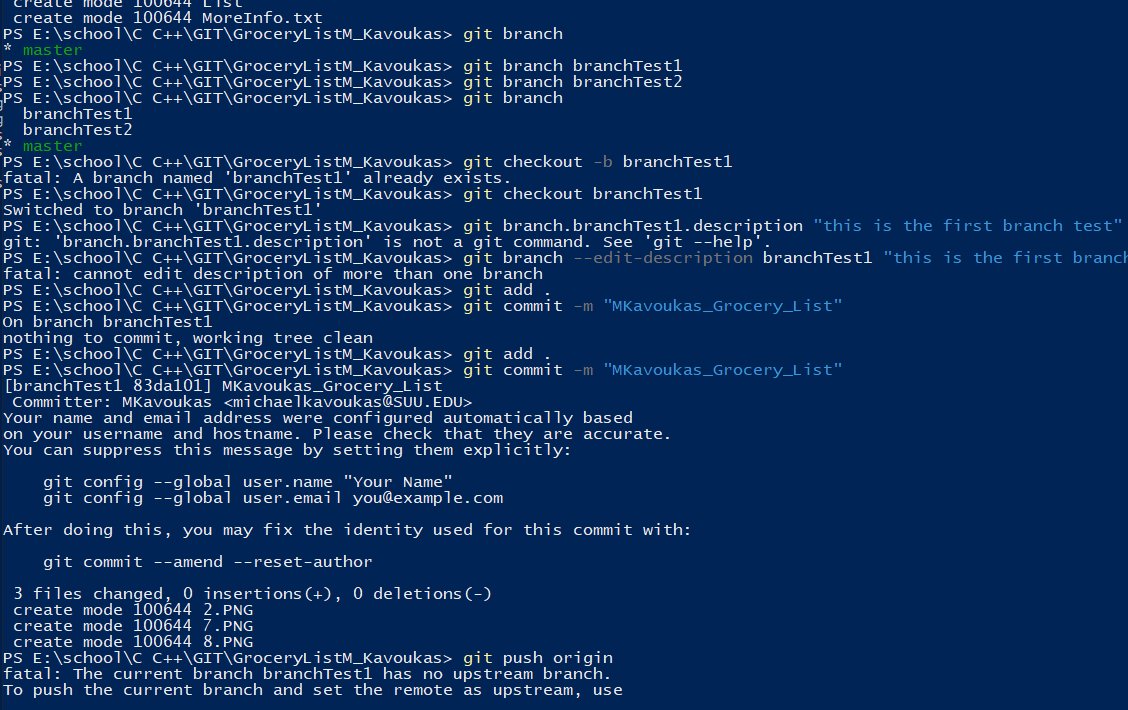 create mode 100644 List
create mode 100644 MoreInfo.txt
PS E:\school\C C++\GIT\GroceryListM_Kavoukas> git branch
* master
PS E:\school\C C++\GIT\GroceryListM_Kavoukas> git branch branchTest1
PS E:\school\C C++\GIT\GroceryListM_Kavoukas> git branch branchTest2
PS E:\school\C C++\GIT\GroceryListM_Kavoukas> git branch
  branchTest1
  branchTest2
* master
PS E:\school\C C++\GIT\GroceryListM_Kavoukas> git checkout -b branchTest1
fatal: A branch named 'branchTest1' already exists.
PS E:\school\C C++\GIT\GroceryListM_Kavoukas> git checkout branchTest1
Switched to branch 'branchTest1'
PS E:\school\C C++\GIT\GroceryListM_Kavoukas> git branch.branchTest1.description "this is the first branch test"
git: 'branch.branchTest1.description' is not a git command. See 'git --help'.
PS E:\school\C C++\GIT\GroceryListM_Kavoukas> git branch --edit-description branchTest1 "this is the first branch
fatal: cannot edit description of more than one branch
PS E:\school\C C++\GIT\GroceryListM_Kavoukas> git add .
PS E:\school\C C++\GIT\GroceryListM_Kavoukas> git commit -m "MKavoukas_Grocery_List"
On branch branchTest1
nothing to commit, working tree clean
PS E:\school\C C++\GIT\GroceryListM_Kavoukas> git add .
PS E:\school\C C++\GIT\GroceryListM_Kavoukas> git commit -m "MKavoukas_Grocery_List"
[branchTest1 83da101] MKavoukas_Grocery_List
 Committer: MKavoukas <michaelkavoukas@SUU.EDU>
Your name and email address were configured automatically based
on your username and hostname. Please check that they are accurate.
You can suppress this message by setting them explicitly:
    git config --global user.name "Your Name"
    git config --global user.email you@example.com
After doing this, you may fix the identity used for this commit with:
    git commit --amend --reset-author
 3 files changed, 0 insertions(+), 0 deletions(-)
 create mode 100644 2.PNG
 create mode 100644 7.PNG
 create mode 100644 8.PNG
PS E:\school\C C++\GIT\GroceryListM_Kavoukas> git push origin
fatal: The current branch branchTest1 has no upstream branch.
To push the current branch and set the remote as upstream, use